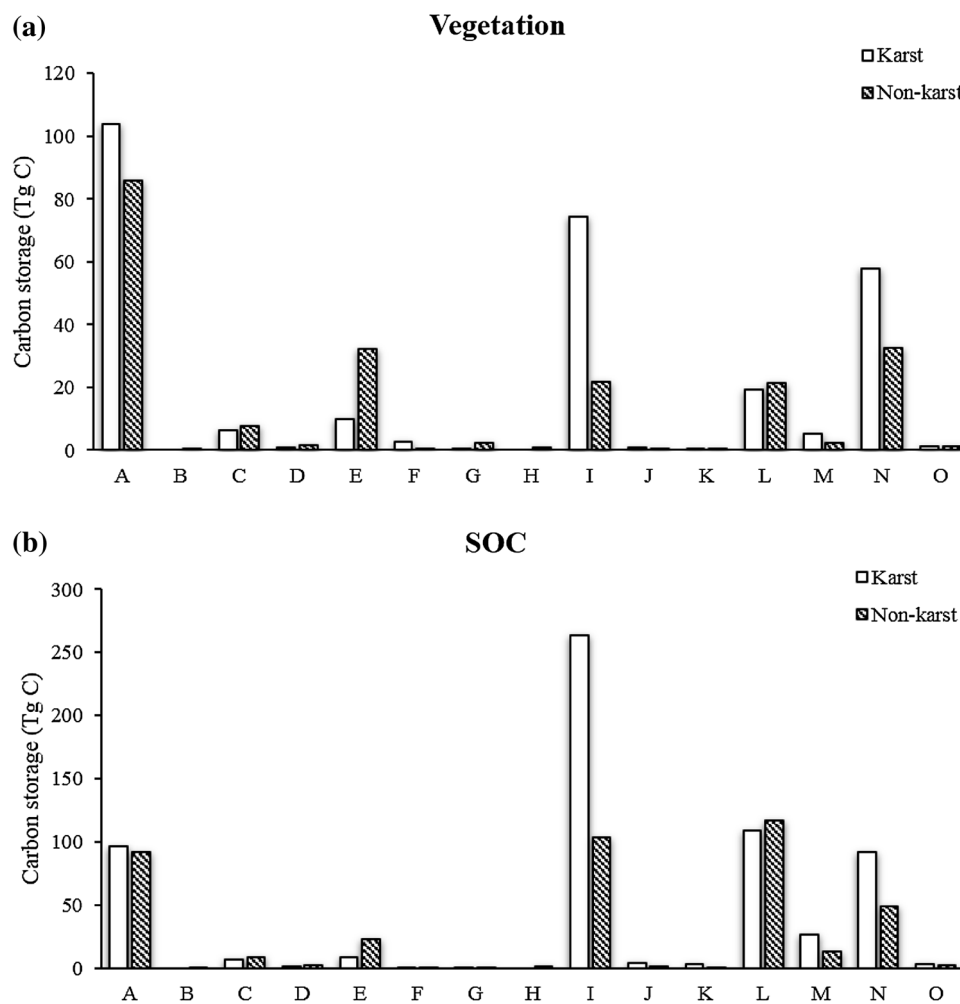 (a)
Vegetation
Karst
Non-karst
Carbon storage (Tg C)
120
100
80
60
40
20
0
A B C D E F G H I J K L M N O
(b)
SOC
Karst
Non-karst
Carbon storage (Tg C)
300
250
200
150
100
50
0
A B C D E F G H I J K L M N O